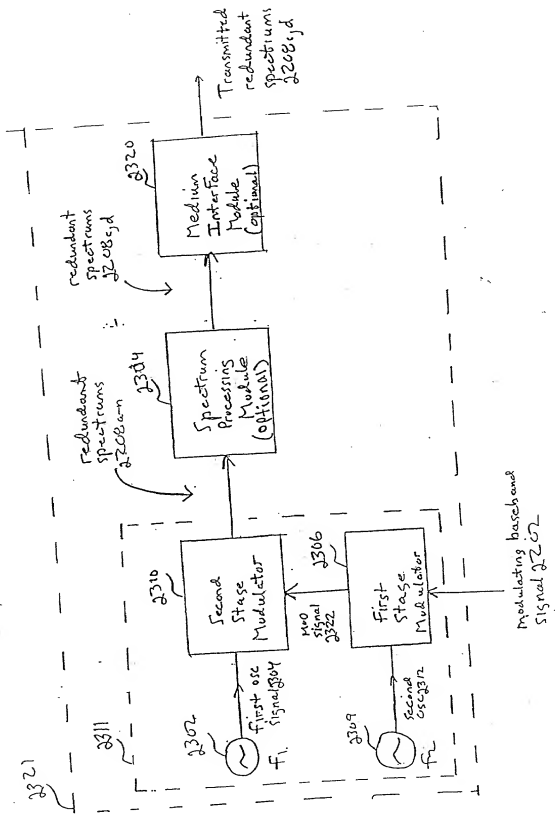 2321
2311
2302
F1
First osc
signal 2304
2310
Second
Stage
Modulator
2309
F2
second
osc 2312
2306
First
Stage
Modulator
MOD
signal
2322
modulating baseband
signal 2202
redundant
spectrums
2208a-n
2304
Spectrum
Processing
Module
(optional)
redundant
spectrums
2208c,d
2320
Medium
Interface
Module
(optional)
Transmitted
redundant
spectrums
2208c,d